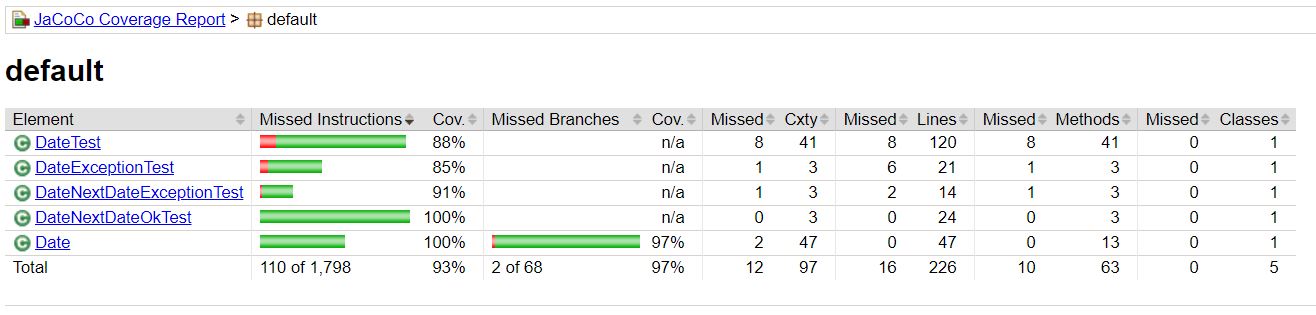 JaCoCo Coverage Report > default
default
Element Missed Instructions Cov. Missed Branches Cov. Missed Cxty Missed Lines Missed Methods Missed Classes
DateTest 88% n/a 8 41 8 120 8 41 0 1
DateExceptionTest 85% n/a 1 3 6 21 1 3 0 1
DateNextDateExceptionTest 91% n/a 1 3 2 14 1 3 0 1
DateNextDateOkTest 100% n/a 0 3 0 24 0 3 0 1
Date 100% 97% 2 47 0 47 0 13 0 1
Total 110 of 1,798 93% 2 of 68 97% 12 97 16 226 10 63 0 5